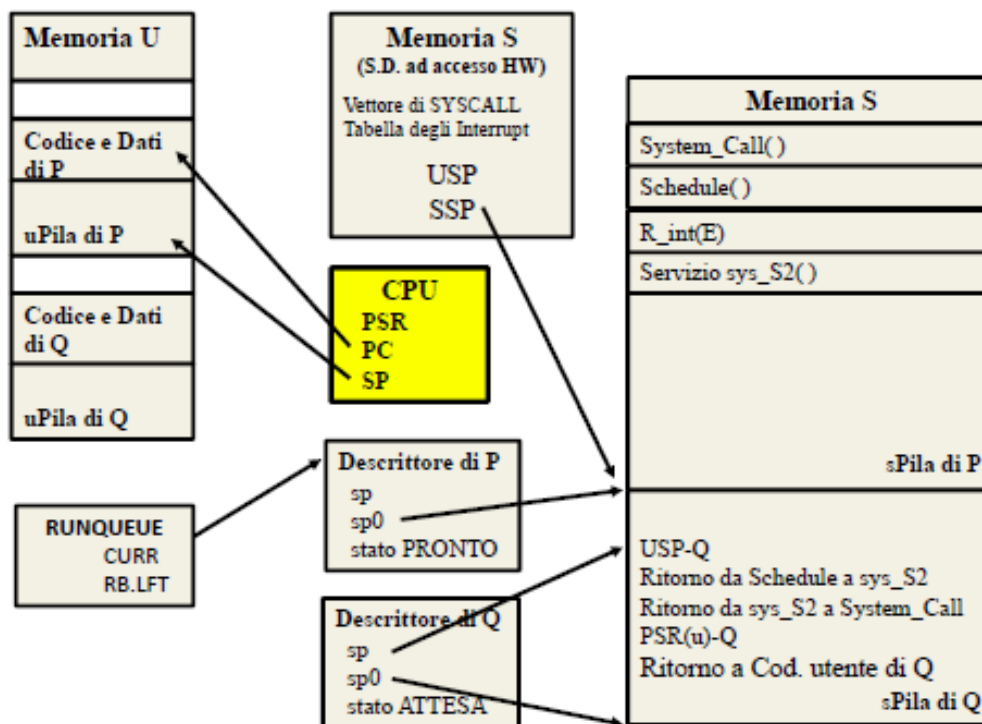 Memoria U
Codice e Dati
di P
uPila di P
Codice e Dati
di Q
uPila di Q
RUNQUEUE
CURR
RB.LFT
Memoria S
(S.D. ad accesso HW)
Vettore di SYSCALL
Tabella degli Interrupt
USP
SSP
CPU
PSR
PC
SP
Descrittore di P
sp
sp0
stato PRONTO
Descrittore di Q
sp
sp0
stato ATTESA
Memoria S
System_Call( )
Schedule( )
R_int(E)
Servizio sys_S2( )
sPila di P
USP-Q
Ritorno da Schedule a sys_S2
Ritorno da sys_S2 a System_Call
PSR(u)-Q
Ritorno a Cod. utente di Q
sPila di Q